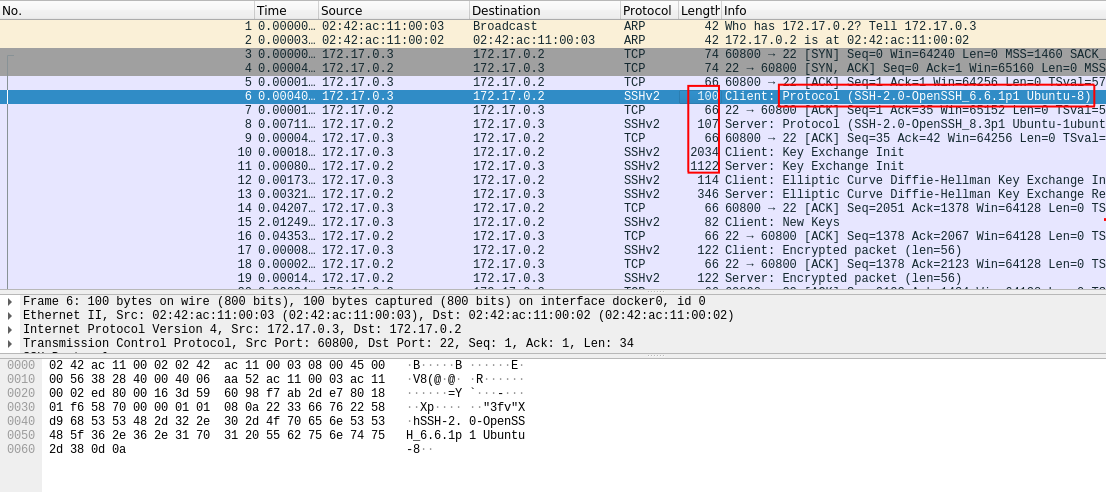 No. Time Source Destination Protocol Length Info
1 0.00000… 02:42:ac:11:00:03 Broadcast ARP 42 Who has 172.17.0.2? Tell 172.17.0.3
2 0.00003… 02:42:ac:11:00:02 02:42:ac:11:00:03 ARP 42 172.17.0.2 is at 02:42:ac:11:00:02
3 0.00000… 172.17.0.3 172.17.0.2 TCP 74 60800 → 22 [SYN] Seq=0 Win=64240 Len=0 MSS=1460 SACK_
4 0.00004… 172.17.0.2 172.17.0.3 TCP 74 22 → 60800 [SYN, ACK] Seq=0 Ack=1 Win=65160 Len=0 MSS
5 0.00001… 172.17.0.3 172.17.0.2 TCP 66 60800 → 22 [ACK] Seq=1 Ack=1 Win=64256 Len=0 TSval=57
6 0.00040… 172.17.0.3 172.17.0.2 SSHv2 100 Client: Protocol (SSH-2.0-OpenSSH_6.6.1p1 Ubuntu-8)
7 0.00001… 172.17.0.2 172.17.0.3 TCP 66 22 → 60800 [ACK] Seq=1 Ack=35 Win=65152 Len=0 TSval=5
8 0.00711… 172.17.0.2 172.17.0.3 SSHv2 107 Server: Protocol (SSH-2.0-OpenSSH_8.3p1 Ubuntu-1ubunt
9 0.00004… 172.17.0.3 172.17.0.2 TCP 66 60800 → 22 [ACK] Seq=35 Ack=42 Win=64256 Len=0 TSval=
10 0.00018… 172.17.0.3 172.17.0.2 SSHv2 2034 Client: Key Exchange Init
11 0.00080… 172.17.0.2 172.17.0.3 SSHv2 1122 Server: Key Exchange Init
12 0.00173… 172.17.0.3 172.17.0.2 SSHv2 114 Client: Elliptic Curve Diffie-Hellman Key Exchange In
13 0.00321… 172.17.0.2 172.17.0.3 SSHv2 346 Server: Elliptic Curve Diffie-Hellman Key Exchange Re
14 0.04207… 172.17.0.3 172.17.0.2 TCP 66 60800 → 22 [ACK] Seq=2051 Ack=1378 Win=64128 Len=0 TS
15 2.01249… 172.17.0.3 172.17.0.2 SSHv2 82 Client: New Keys
16 0.04353… 172.17.0.2 172.17.0.3 TCP 66 22 → 60800 [ACK] Seq=1378 Ack=2067 Win=64128 Len=0 TS
17 0.00008… 172.17.0.3 172.17.0.2 SSHv2 122 Client: Encrypted packet (len=56)
18 0.00002… 172.17.0.2 172.17.0.3 TCP 66 22 → 60800 [ACK] Seq=1378 Ack=2123 Win=64128 Len=0 TS
19 0.00014… 172.17.0.2 172.17.0.3 SSHv2 122 Server: Encrypted packet (len=56)
Frame 6: 100 bytes on wire (800 bits), 100 bytes captured (800 bits) on interface docker0, id 0
Ethernet II, Src: 02:42:ac:11:00:03 (02:42:ac:11:00:03), Dst: 02:42:ac:11:00:02 (02:42:ac:11:00:02)
Internet Protocol Version 4, Src: 172.17.0.3, Dst: 172.17.0.2
Transmission Control Protocol, Src Port: 60800, Dst Port: 22, Seq: 1, Ack: 1, Len: 34
0000 02 42 ac 11 00 02 02 42 ac 11 00 03 08 00 45 00 ·B·····B ······E·
0010 00 56 38 28 40 00 40 06 aa 52 ac 11 00 03 ac 11 ·V8(@·@· ·R······
0020 00 02 ed 80 00 16 3d 59 60 98 f7 ab 2d e7 80 18 ······=Y `···-···
0030 01 f6 58 70 00 00 01 01 08 0a 22 33 66 76 22 58 ··Xp···· ··"3fv"X
0040 d9 68 53 53 48 2d 32 2e 30 2d 4f 70 65 6e 53 53 ·hSSH-2. 0-OpenSS
0050 48 5f 36 2e 36 2e 31 70 31 20 55 62 75 6e 74 75 H_6.6.1p 1 Ubuntu
0060 2d 38 0d 0a -8··